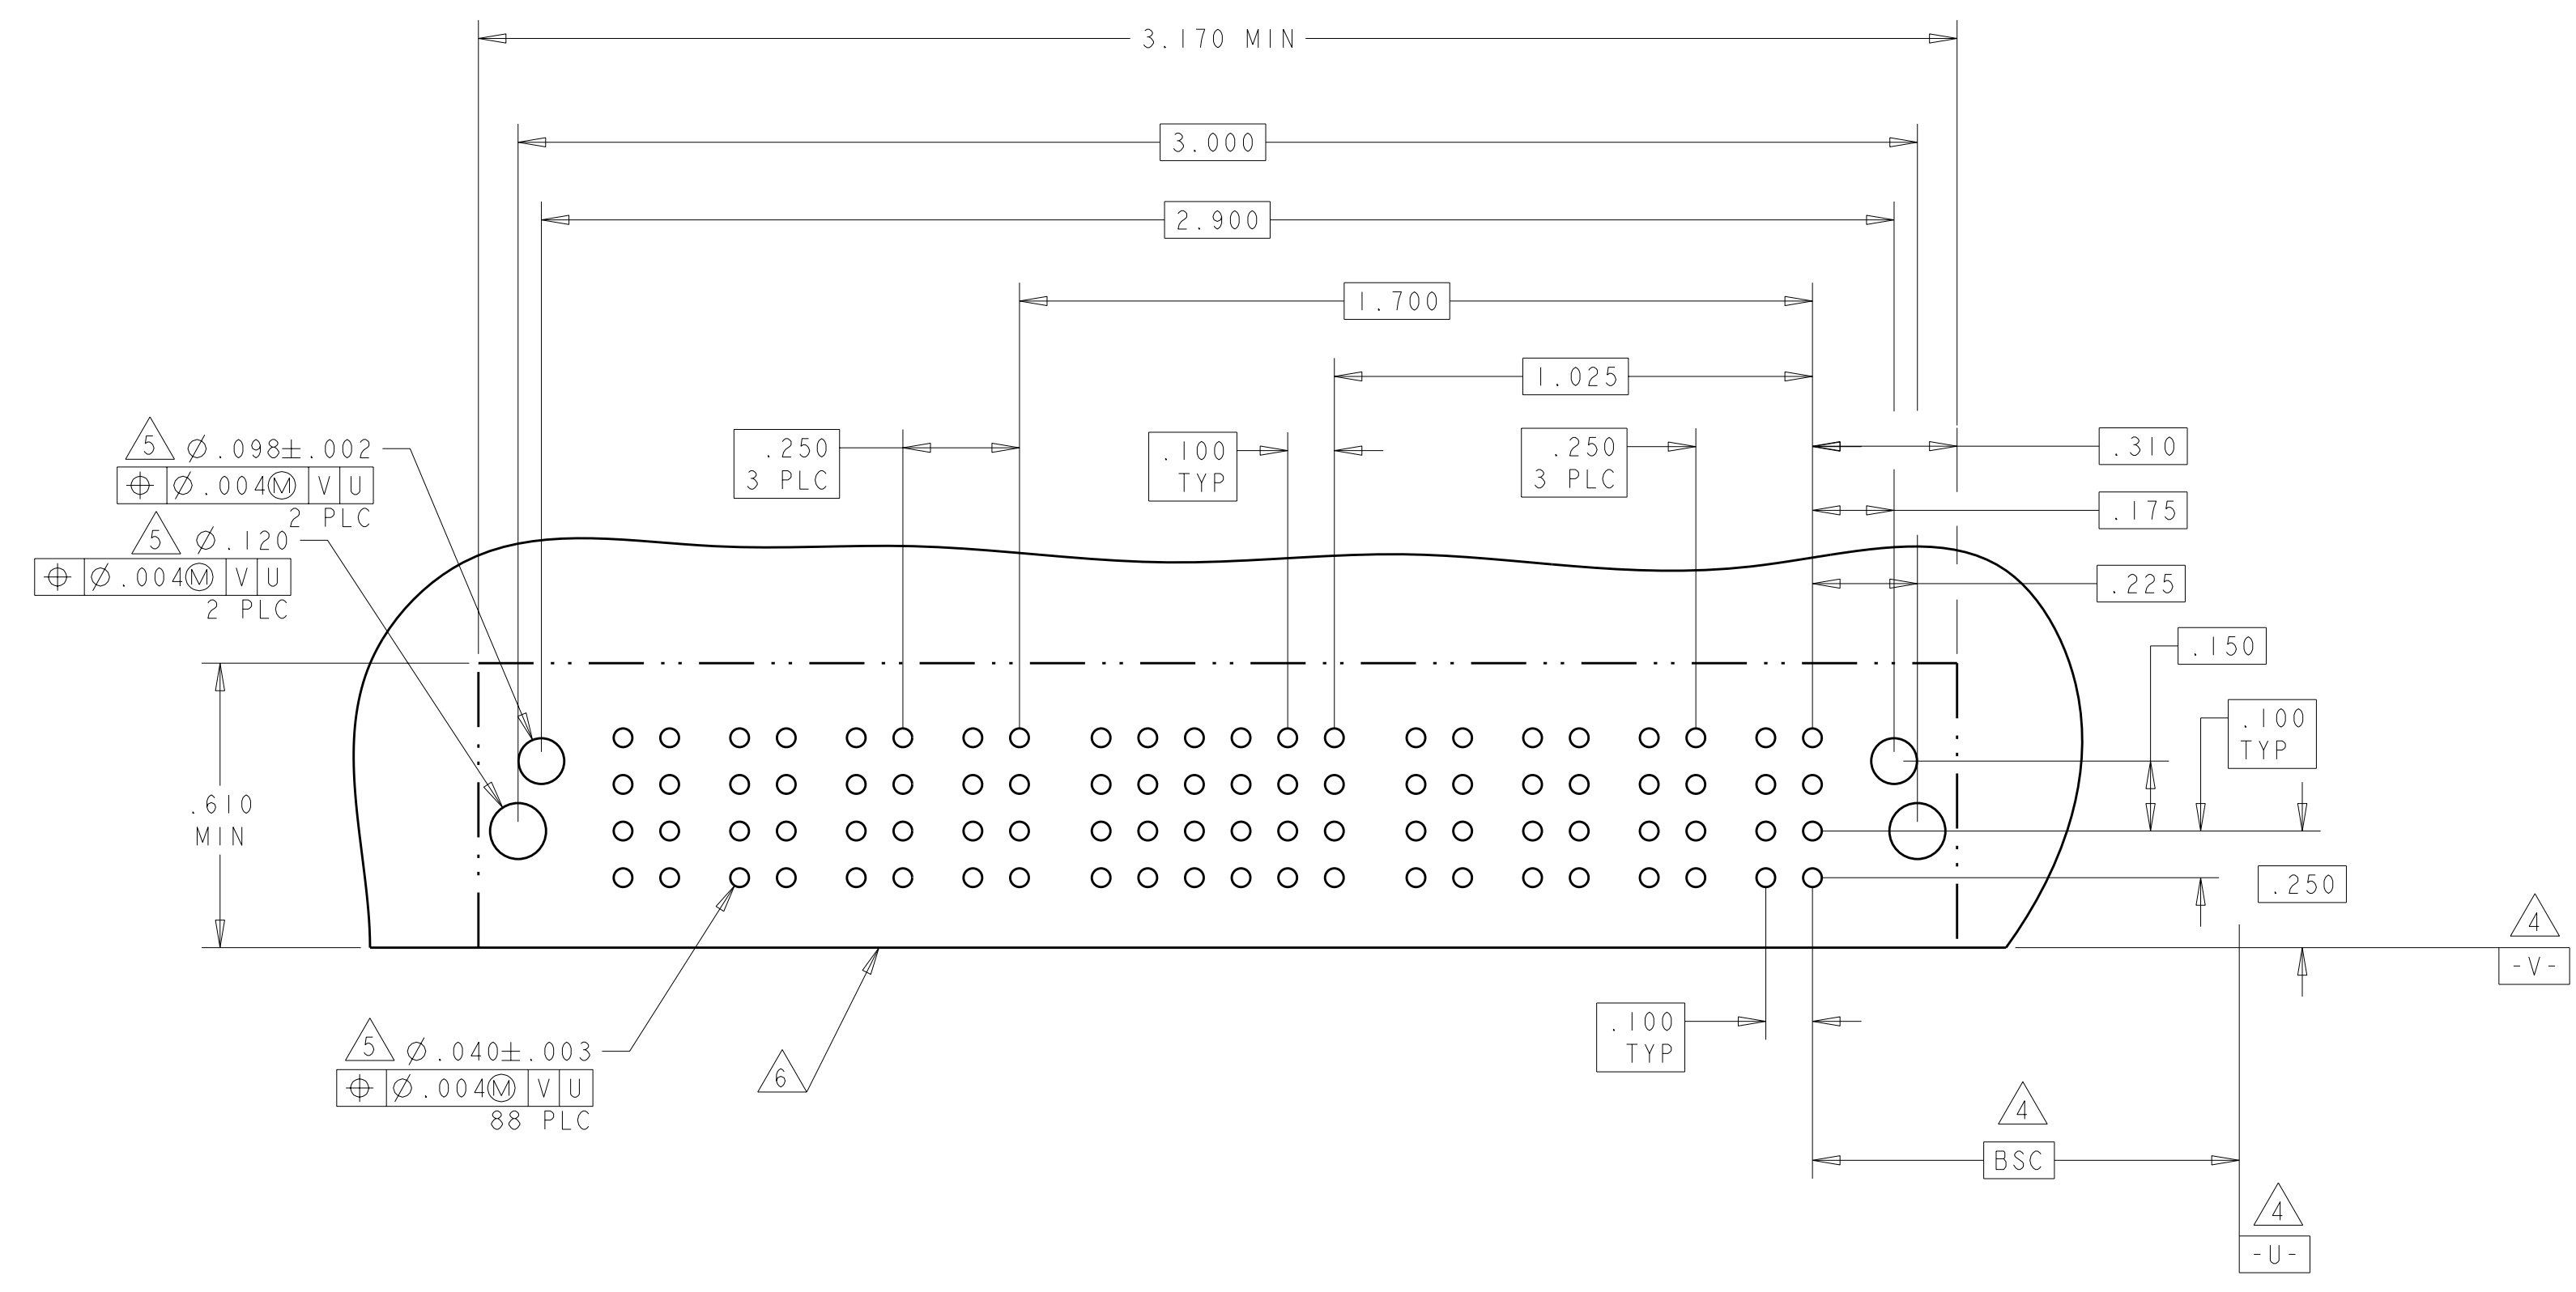 3.170 MIN
3.000
2.900
1.700
1.025
.250
3 PLC
.100
TYP
.250
3 PLC
.310
.175
.225
.150
.100
TYP
.250
5 Ø.098±.002
⌖ Ø.004Ⓜ V U
2 PLC
5 Ø.120
⌖ Ø.004Ⓜ V U
2 PLC
.610
MIN
4
-V-
.100
TYP
5 Ø.040±.003
⌖ Ø.004Ⓜ V U
88 PLC
6
4
BSC
4
-U-